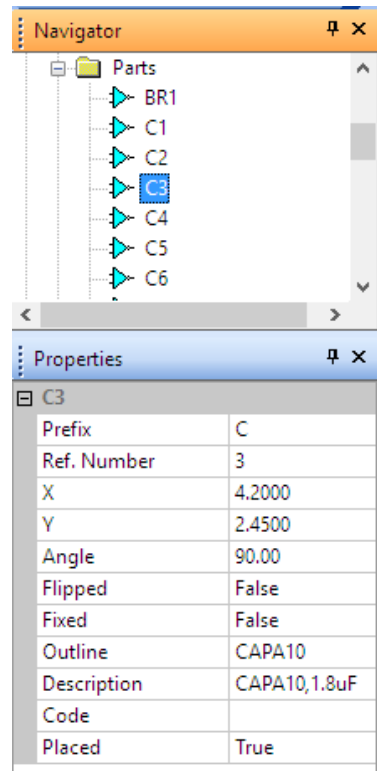 Navigator
Parts
BR1
C1
C2
C3
C4
C5
C6
Properties
C3
Prefix C
Ref. Number 3
X 4.2000
Y 2.4500
Angle 90.00
Flipped False
Fixed False
Outline CAPA10
Description CAPA10,1.8uF
Code
Placed True